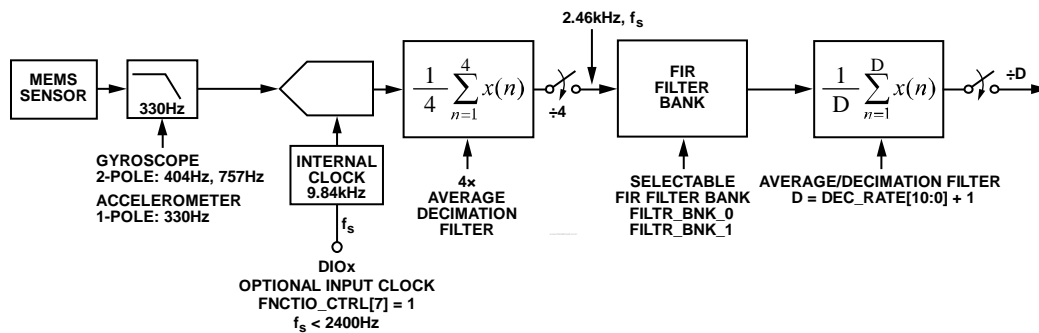 2.46kHz, fs
MEMS
SENSOR
330Hz
1/4 4 ∑ n=1 x(n)
÷4
FIR
FILTER
BANK
1/D D ∑ n=1 x(n)
÷D
GYROSCOPE
2-POLE: 404Hz, 757Hz
ACCELEROMETER
1-POLE: 330Hz
INTERNAL
CLOCK
9.84kHz
fs
DIOx
OPTIONAL INPUT CLOCK
FNCTIO_CTRL[7] = 1
fs < 2400Hz
4×
AVERAGE
DECIMATION
FILTER
SELECTABLE
FIR FILTER BANK
FILTR_BNK_0
FILTR_BNK_1
AVERAGE/DECIMATION FILTER
D = DEC_RATE[10:0] + 1